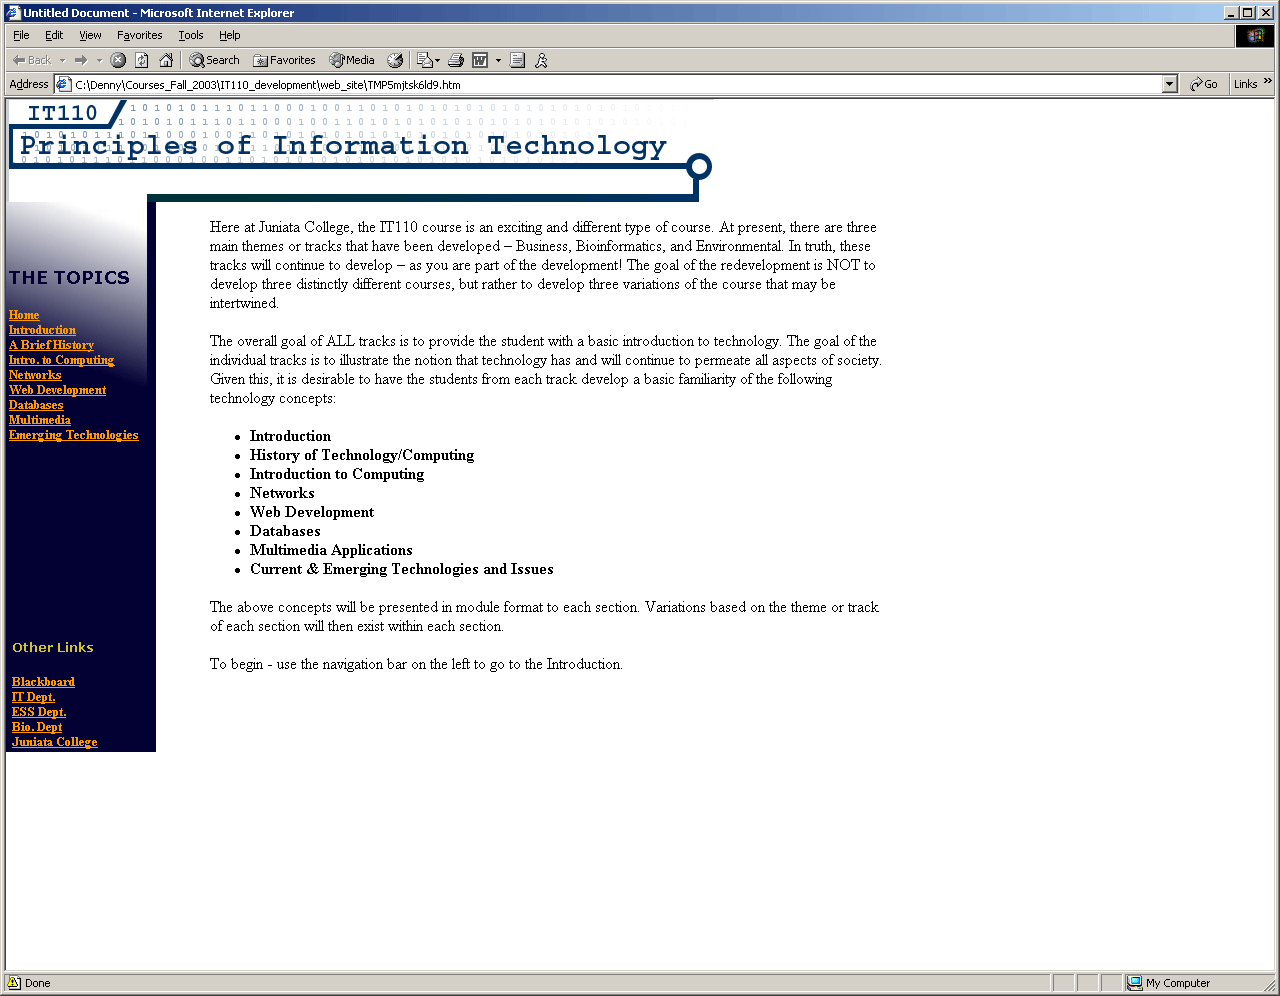 Untitled Document - Microsoft Internet Explorer
File Edit View Favorites Tools Help
Back Search Favorites Media
Address C:\Denny\Courses_Fall_2003\IT110_development\web_site\TMP5mjtsk6ld9.htm Go Links »
IT110
Principles of Information Technology
THE TOPICS
Home
Introduction
A Brief History
Intro. to Computing
Networks
Web Development
Databases
Multimedia
Emerging Technologies
Other Links
Blackboard
IT Dept.
ESS Dept.
Bio. Dept
Juniata College
Here at Juniata College, the IT110 course is an exciting and different type of course. At present, there are three
main themes or tracks that have been developed – Business, Bioinformatics, and Environmental. In truth, these
tracks will continue to develop – as you are part of the development! The goal of the redevelopment is NOT to
develop three distinctly different courses, but rather to develop three variations of the course that may be
intertwined.
The overall goal of ALL tracks is to provide the student with a basic introduction to technology. The goal of the
individual tracks is to illustrate the notion that technology has and will continue to permeate all aspects of society.
Given this, it is desirable to have the students from each track develop a basic familiarity of the following
technology concepts:
• Introduction
• History of Technology/Computing
• Introduction to Computing
• Networks
• Web Development
• Databases
• Multimedia Applications
• Current & Emerging Technologies and Issues
The above concepts will be presented in module format to each section. Variations based on the theme or track
of each section will then exist within each section.
To begin - use the navigation bar on the left to go to the Introduction.
Done My Computer